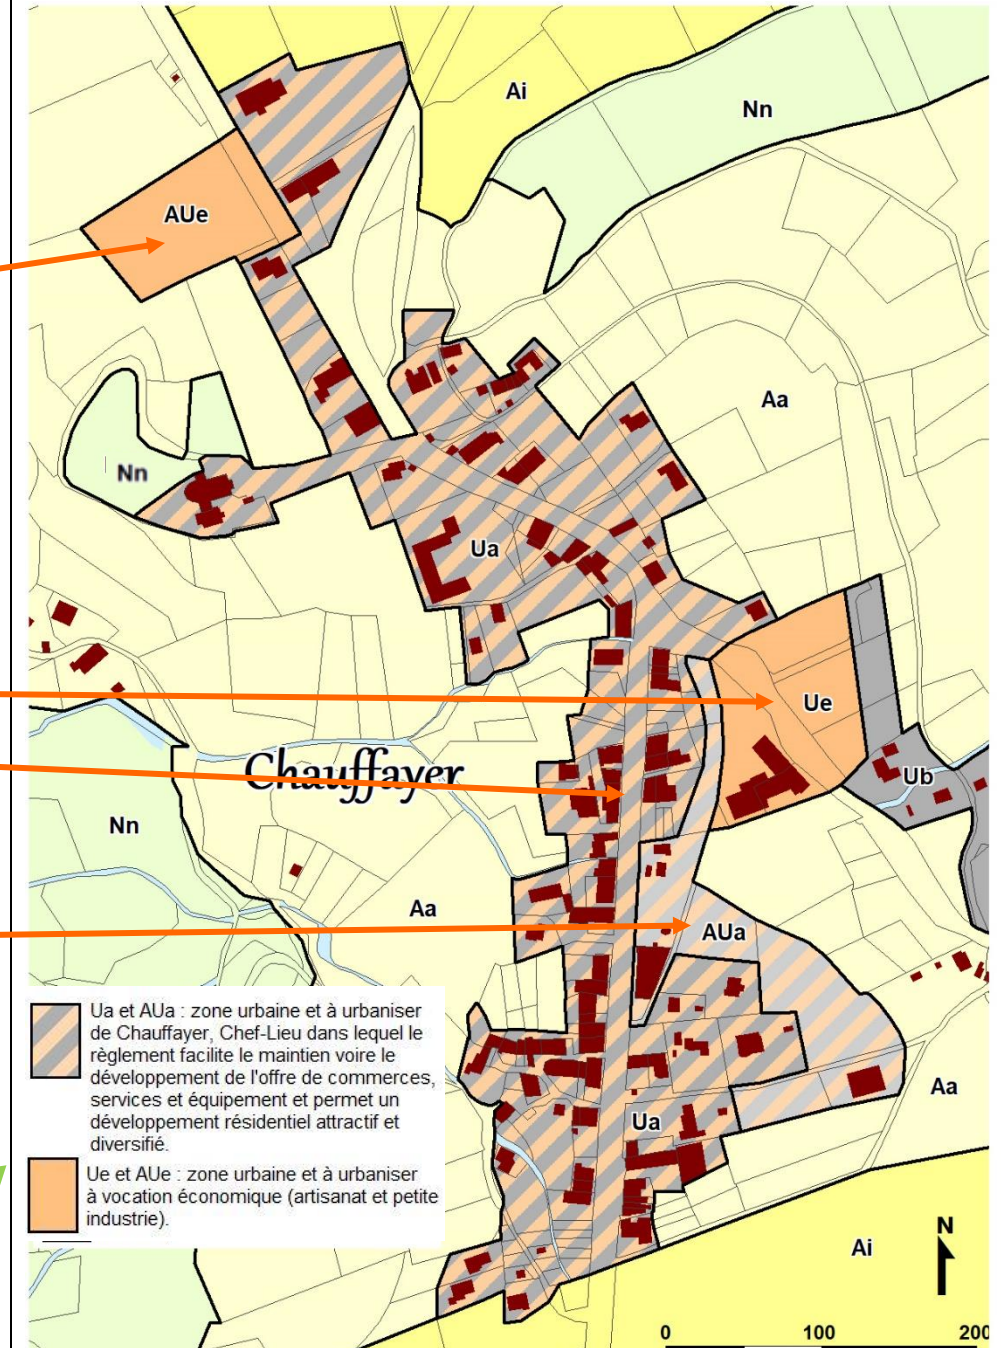 Ai
Nn
AUe
Aa
Nn
Ua
Ue
Chauffayer
Ub
Nn
Aa
AUa
Ua et AUa : zone urbaine et à urbaniser
de Chauffayer, Chef-Lieu dans lequel le
règlement facilite le maintien voire le
développement de l'offre de commerces,
services et équipement et permet un
développement résidentiel attractif et
diversifié.
Ue et AUe : zone urbaine et à urbaniser
à vocation économique (artisanat et petite
industrie).
Aa
Ua
N
Ai
0 100 200